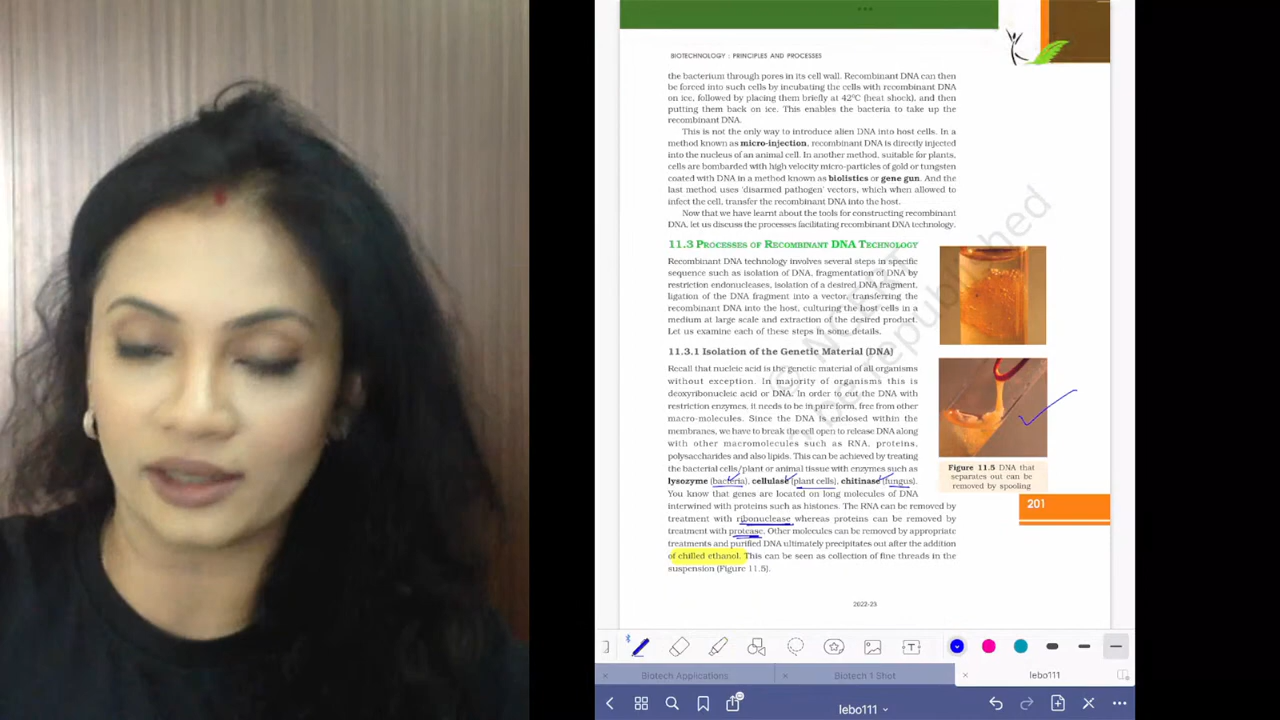 BIOTECHNOLOGY : PRINCIPLES AND PROCESSES
the bacterium through pores in its cell wall. Recombinant DNA can then
be forced into such cells by incubating the cells with recombinant DNA
on ice, followed by placing them briefly at 42°C (heat shock), and then
putting them back on ice. This enables the bacteria to take up the
recombinant DNA.
This is not the only way to introduce alien DNA into host cells. In a
method known as micro-injection, recombinant DNA is directly injected
into the nucleus of an animal cell. In another method, suitable for plants,
cells are bombarded with high velocity micro-particles of gold or tungsten
coated with DNA in a method known as biolistics or gene gun. And the
last method uses 'disarmed pathogen' vectors, which when allowed to
infect the cell, transfer the recombinant DNA into the host.
Now that we have learnt about the tools for constructing recombinant
DNA, let us discuss the processes facilitating recombinant DNA technology.
11.3 PROCESSES OF RECOMBINANT DNA TECHNOLOGY
Recombinant DNA technology involves several steps in specific
sequence such as isolation of DNA, fragmentation of DNA by
restriction endonucleases, isolation of a desired DNA fragment,
ligation of the DNA fragment into a vector, transferring the
recombinant DNA into the host, culturing the host cells in a
medium at large scale and extraction of the desired product.
Let us examine each of these steps in some details.
11.3.1 Isolation of the Genetic Material (DNA)
Recall that nucleic acid is the genetic material of all organisms
without exception. In majority of organisms this is
deoxyribonucleic acid or DNA. In order to cut the DNA with
restriction enzymes, it needs to be in pure form, free from other
macro-molecules. Since the DNA is enclosed within the
membranes, we have to break the cell open to release DNA along
with other macromolecules such as RNA, proteins,
polysaccharides and also lipids. This can be achieved by treating
the bacterial cells/plant or animal tissue with enzymes such as
lysozyme (bacteria), cellulase (plant cells), chitinase (fungus).
You know that genes are located on long molecules of DNA
interwined with proteins such as histones. The RNA can be removed by
treatment with ribonuclease whereas proteins can be removed by
treatment with protease. Other molecules can be removed by appropriate
treatments and purified DNA ultimately precipitates out after the addition
of chilled ethanol. This can be seen as collection of fine threads in the
suspension (Figure 11.5).
Figure 11.5 DNA that
separates out can be
removed by spooling
201
© NCERT
be republished
2022-23
Biotech Applications
Biotech 1 Shot
lebo111
lebo111